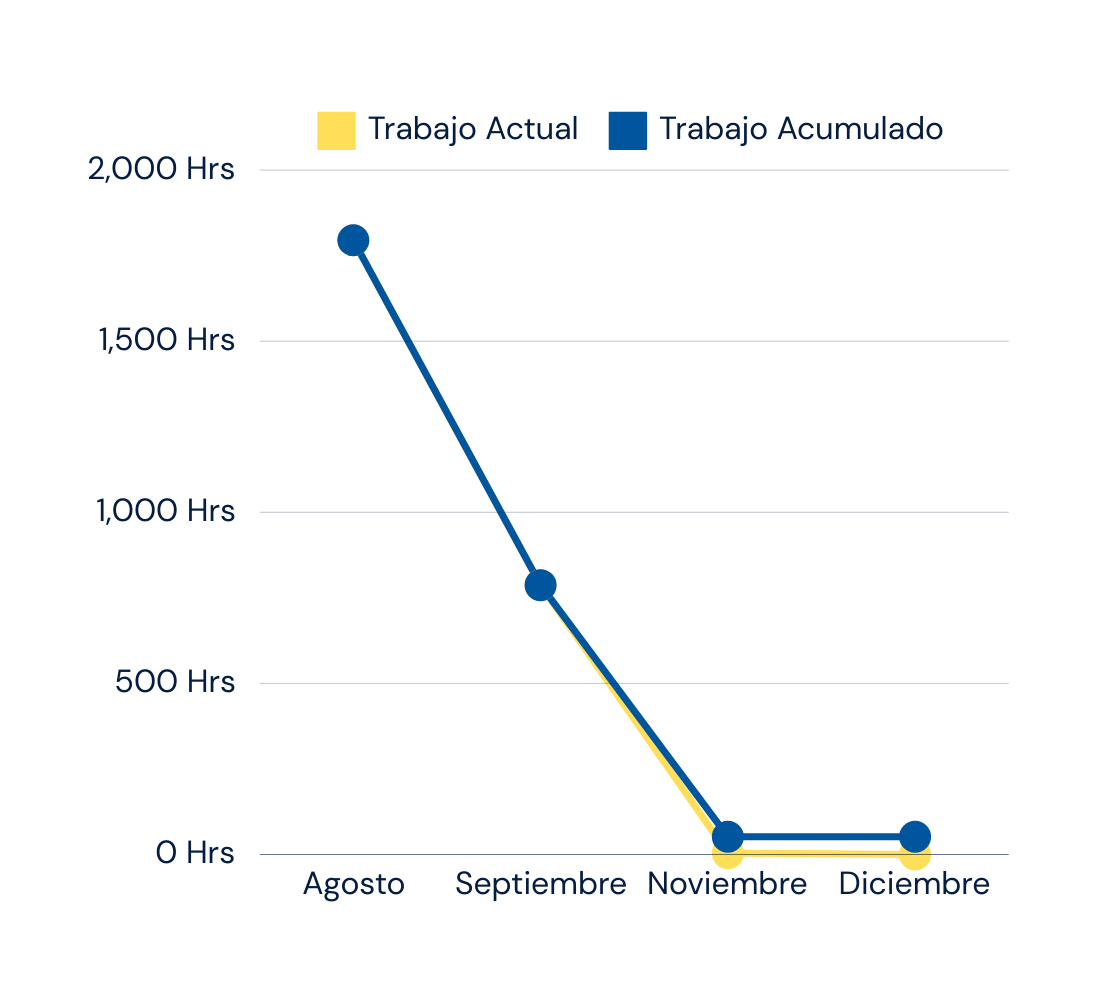 Trabajo Actual Trabajo Acumulado
2,000 Hrs
1,500 Hrs
1,000 Hrs
500 Hrs
0 Hrs
Agosto Septiembre Noviembre Diciembre